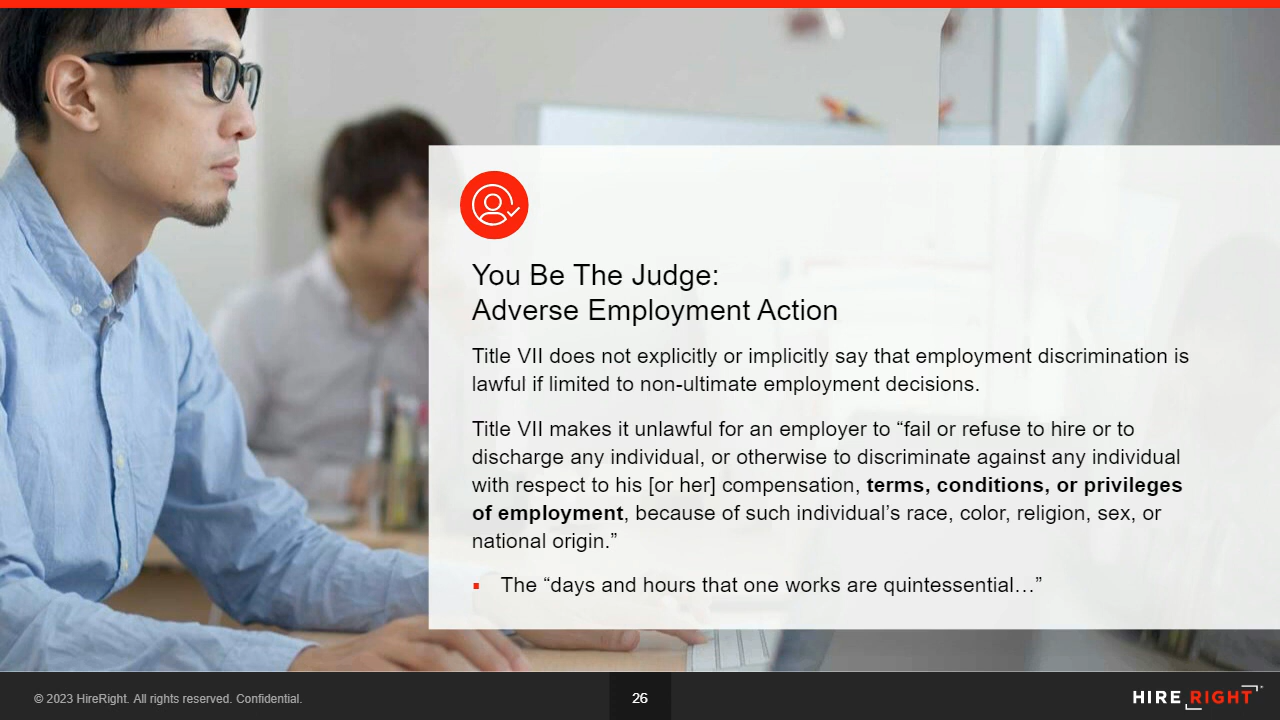 You Be The Judge:
Adverse Employment Action
Title VII does not explicitly or implicitly say that employment discrimination is
lawful if limited to non-ultimate employment decisions.
Title VII makes it unlawful for an employer to “fail or refuse to hire or to
discharge any individual, or otherwise to discriminate against any individual
with respect to his [or her] compensation, terms, conditions, or privileges
of employment, because of such individual’s race, color, religion, sex, or
national origin.”
▪ The “days and hours that one works are quintessential…”
© 2023 HireRight. All rights reserved. Confidential.
26
HIRE RIGHT